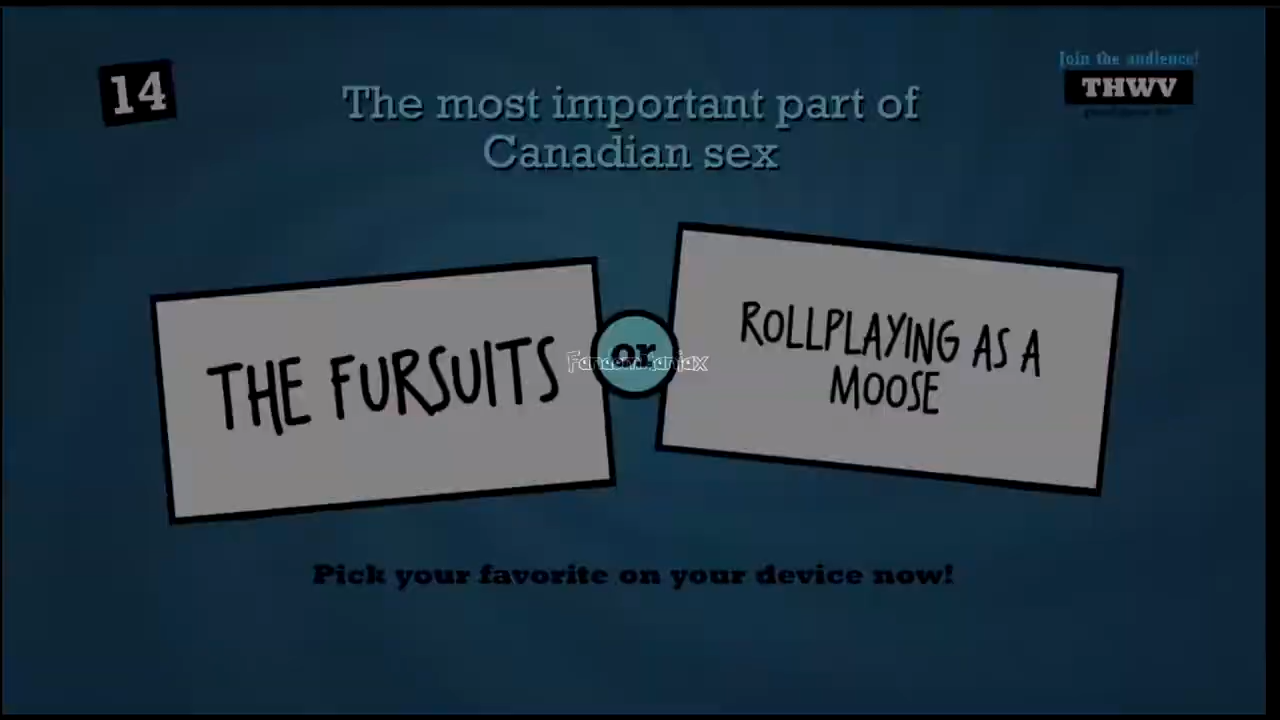 14
Join the audience!
THWV
The most important part of
Canadian sex
THE FURSUITS
or
ROLLPLAYING AS A
MOOSE
Pick your favorite on your device now!